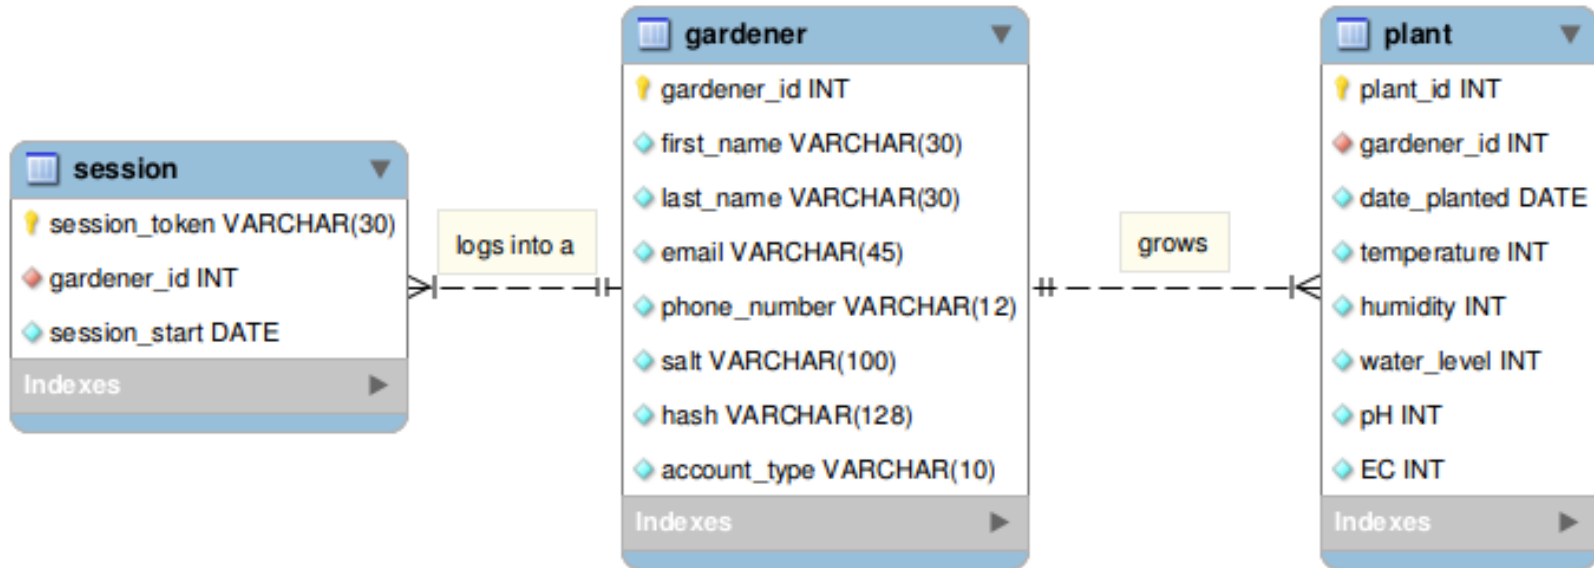 session
session_token VARCHAR(30)
gardener_id INT
session_start DATE
Indexes
logs into a
gardener
gardener_id INT
first_name VARCHAR(30)
last_name VARCHAR(30)
email VARCHAR(45)
phone_number VARCHAR(12)
salt VARCHAR(100)
hash VARCHAR(128)
account_type VARCHAR(10)
Indexes
grows
plant
plant_id INT
gardener_id INT
date_planted DATE
temperature INT
humidity INT
water_level INT
pH INT
EC INT
Indexes